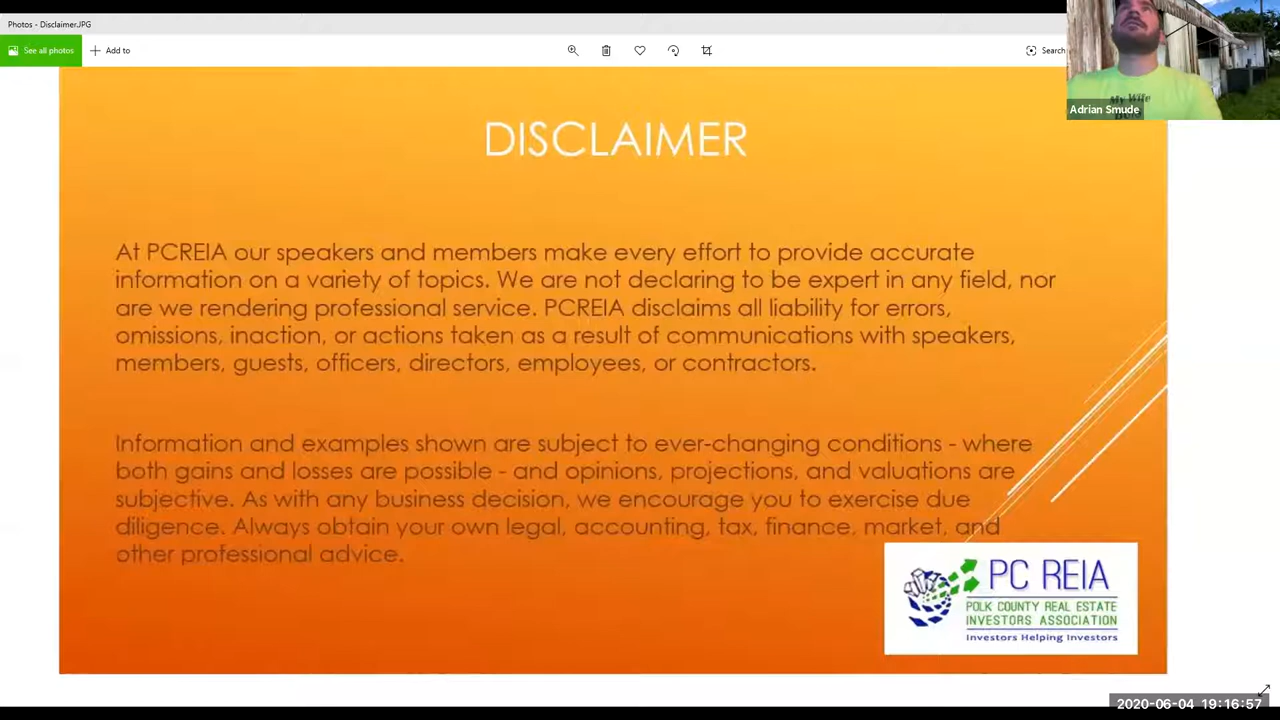 Photos - Disclaimer.JPG
See all photos
Add to
Search
My Wife
Adrian Smude
DISCLAIMER
At PCREIA our speakers and members make every effort to provide accurate
information on a variety of topics. We are not declaring to be expert in any field, nor
are we rendering professional service. PCREIA disclaims all liability for errors,
omissions, inaction, or actions taken as a result of communications with speakers,
members, guests, officers, directors, employees, or contractors.
Information and examples shown are subject to ever-changing conditions - where
both gains and losses are possible - and opinions, projections, and valuations are
subjective. As with any business decision, we encourage you to exercise due
diligence. Always obtain your own legal, accounting, tax, finance, market, and
other professional advice.
PC REIA
POLK COUNTY REAL ESTATE
INVESTORS ASSOCIATION
Investors Helping Investors
2020-06-04 19:16:57